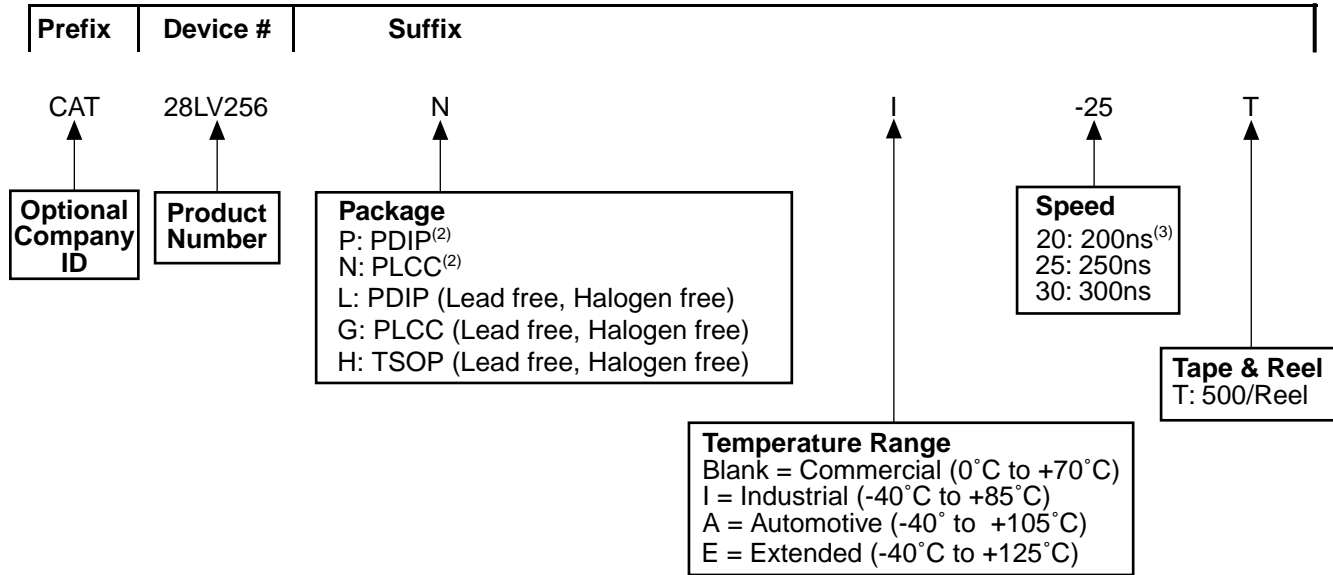 Prefix Device # Suffix
CAT 28LV256 N I -25 T
Optional
Company
ID
Product
Number
Package
P: PDIP(2)
N: PLCC(2)
L: PDIP (Lead free, Halogen free)
G: PLCC (Lead free, Halogen free)
H: TSOP (Lead free, Halogen free)
Speed
20: 200ns(3)
25: 250ns
30: 300ns
Tape & Reel
T: 500/Reel
Temperature Range
Blank = Commercial (0˚C to +70˚C)
I = Industrial (-40˚C to +85˚C)
A = Automotive (-40˚ to +105˚C)
E = Extended (-40˚C to +125˚C)